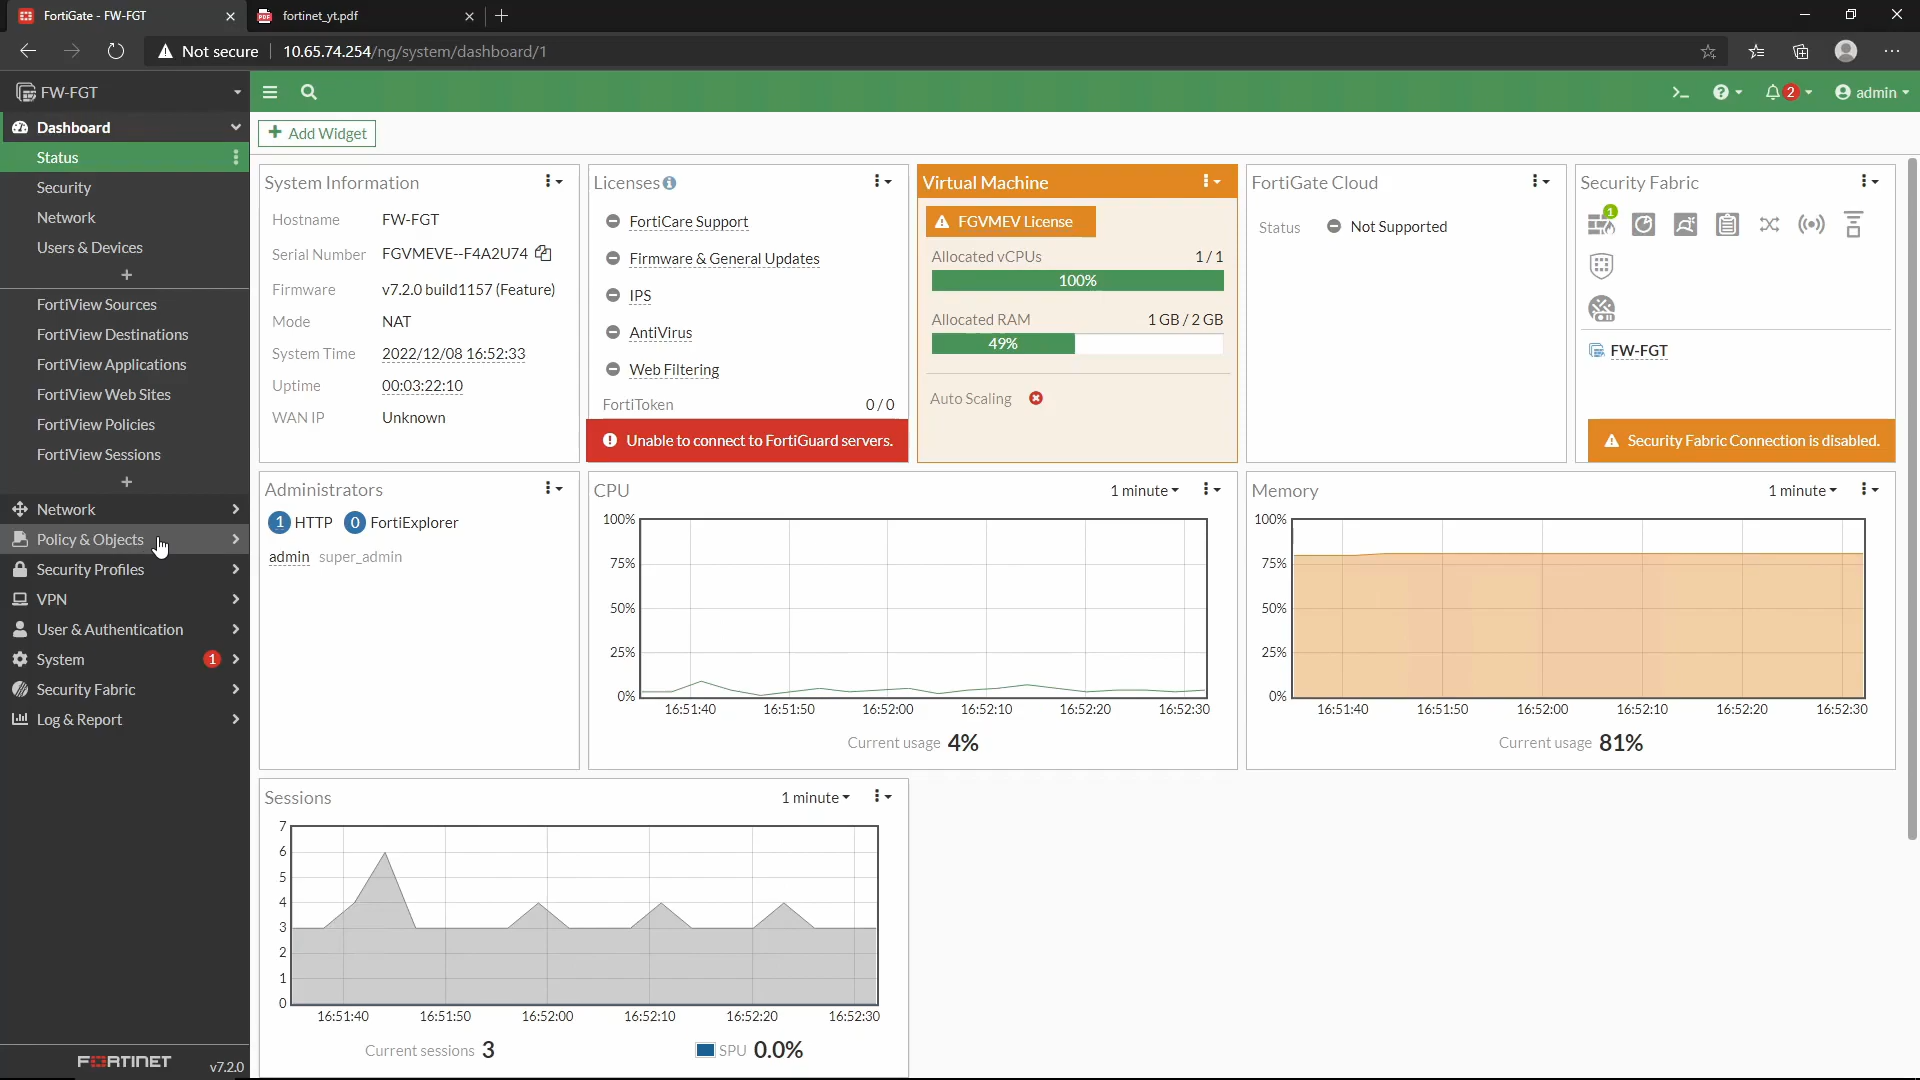 FortiGate - FW-FGT
fortinet_yt.pdf
Not secure
10.65.74.254/ng/system/dashboard/1
FW-FGT
2
admin
Dashboard
Status
Security
Network
Users & Devices
+
FortiView Sources
FortiView Destinations
FortiView Applications
FortiView Web Sites
FortiView Policies
FortiView Sessions
+
Network
Policy & Objects
Security Profiles
VPN
User & Authentication
System 1
Security Fabric
Log & Report
FORTINET v7.2.0
+ Add Widget
System Information
Hostname FW-FGT
Serial Number FGVMEVE--F4A2U74
Firmware v7.2.0 build1157 (Feature)
Mode NAT
System Time 2022/12/08 16:52:33
Uptime 00:03:22:10
WAN IP Unknown
Licenses
FortiCare Support
Firmware & General Updates
IPS
AntiVirus
Web Filtering
FortiToken 0/0
Unable to connect to FortiGuard servers.
Virtual Machine
FGVMEV License
Allocated vCPUs 1/1
100%
Allocated RAM 1 GB / 2 GB
49%
Auto Scaling
FortiGate Cloud
Status Not Supported
Security Fabric
1
FW-FGT
Security Fabric Connection is disabled.
Administrators
1 HTTP 0 FortiExplorer
admin super_admin
CPU 1 minute
100%
75%
50%
25%
0%
16:51:40 16:51:50 16:52:00 16:52:10 16:52:20 16:52:30
Current usage 4%
Memory 1 minute
100%
75%
50%
25%
0%
16:51:40 16:51:50 16:52:00 16:52:10 16:52:20 16:52:30
Current usage 81%
Sessions 1 minute
7
6
5
4
3
2
1
0
16:51:40 16:51:50 16:52:00 16:52:10 16:52:20 16:52:30
Current sessions 3 SPU 0.0%